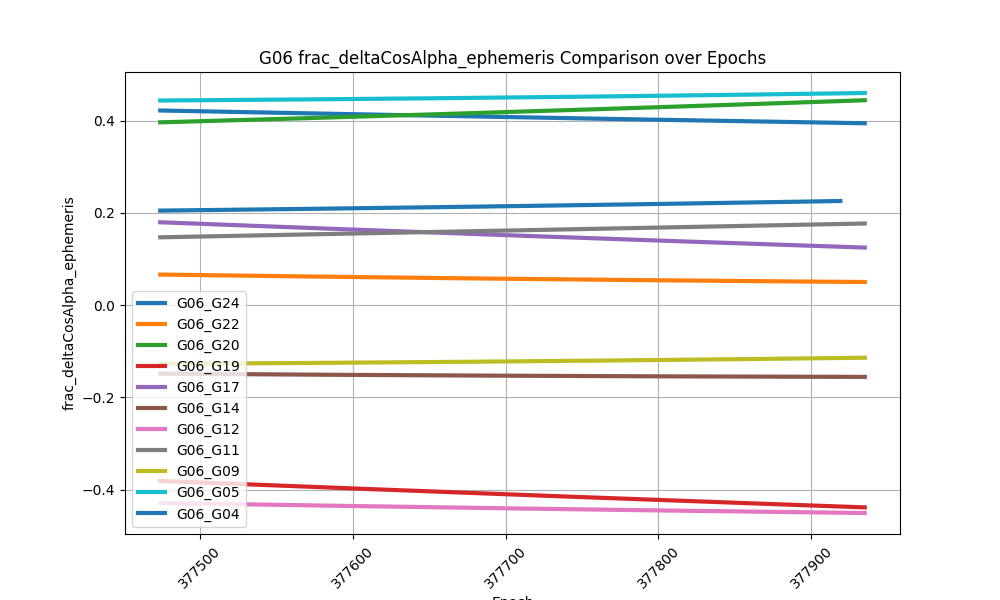 G06 frac_deltaCosAlpha_ephemeris Comparison over Epochs
frac_deltaCosAlpha_ephemeris
0.4
0.2
0.0
−0.2
−0.4
G06_G24
G06_G22
G06_G20
G06_G19
G06_G17
G06_G14
G06_G12
G06_G11
G06_G09
G06_G05
G06_G04
377500
377600
377700
377800
377900
Epoch